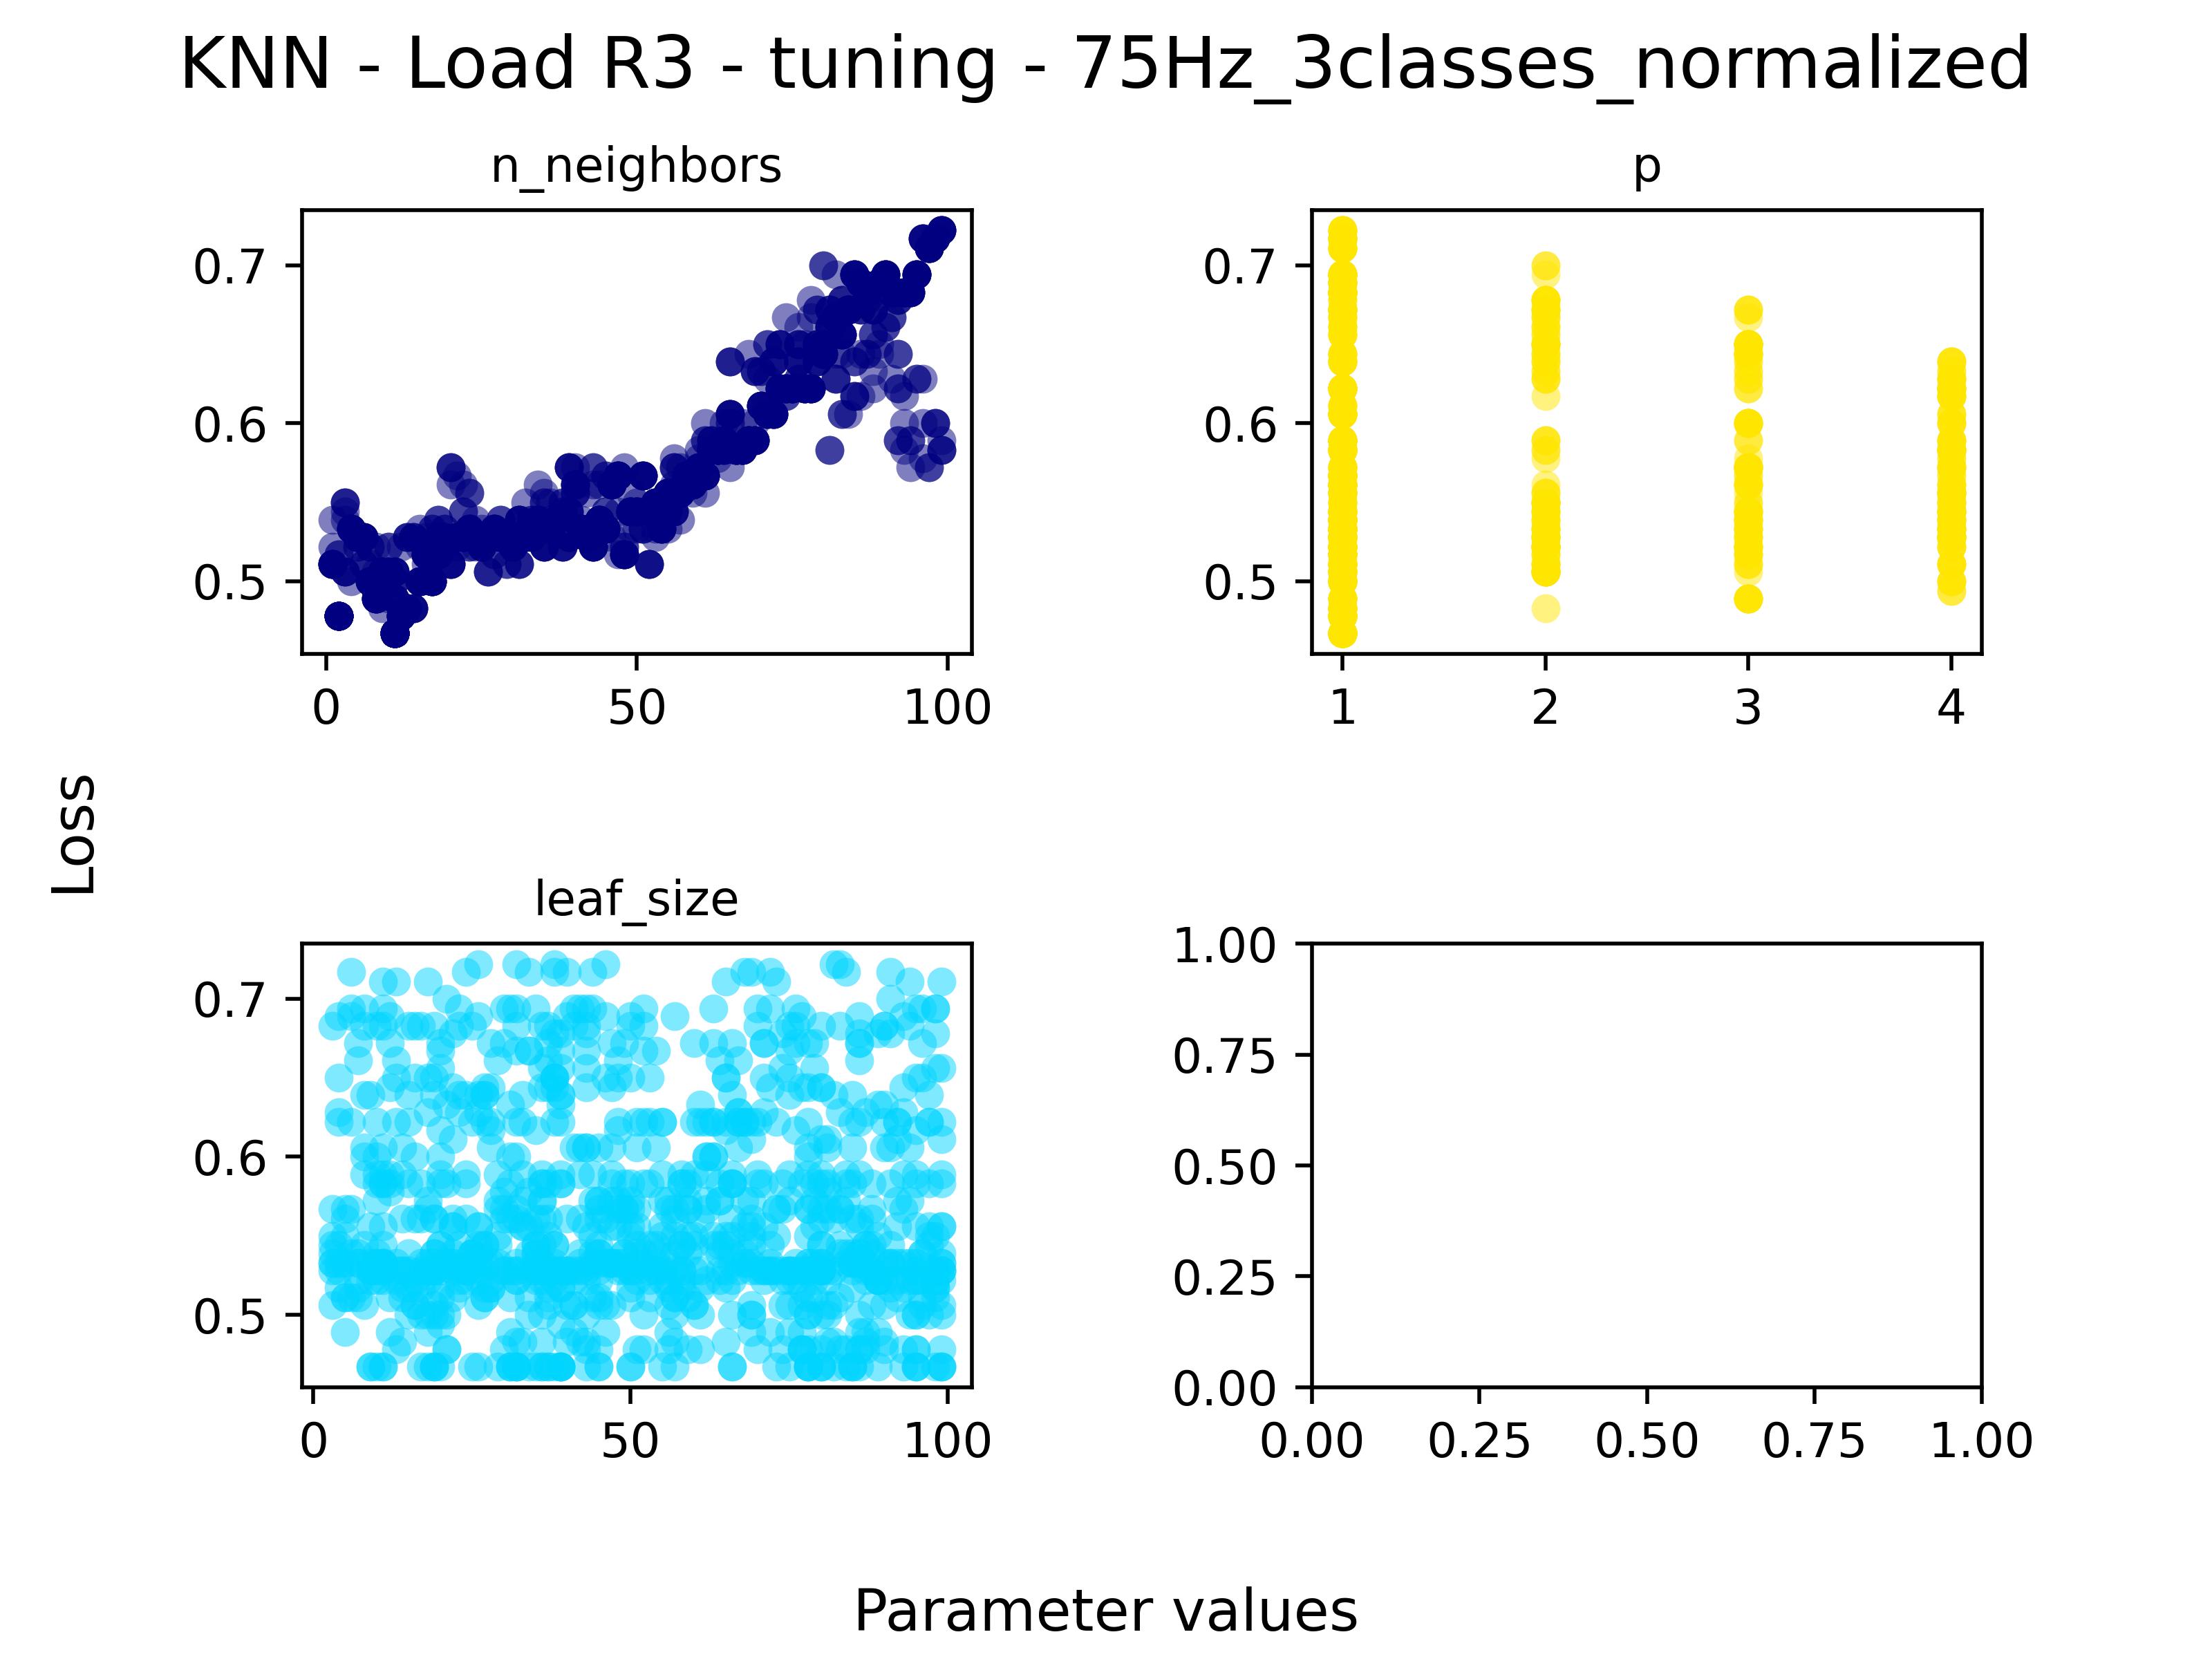 KNN - Load R3 - tuning - 75Hz_3classes_normalized
n_neighbors
0.7
0.6
0.5
0 50 100
p
0.7
0.6
0.5
1 2 3 4
Loss
leaf_size
0.7
0.6
0.5
0 50 100
1.00
0.75
0.50
0.25
0.00
0.00 0.25 0.50 0.75 1.00
Parameter values